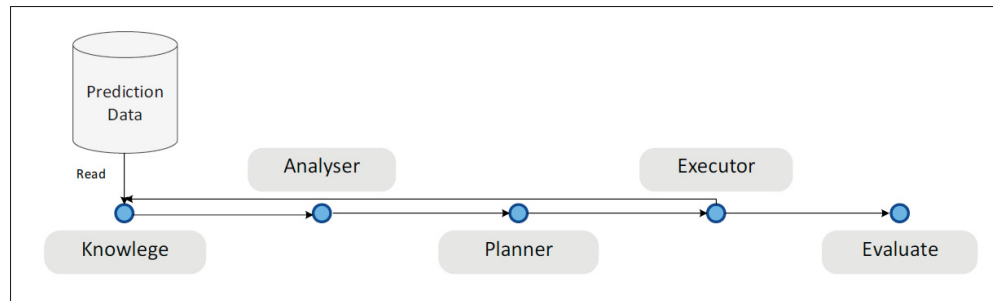 Prediction
Data
Read
Analyser
Executor
Knowlege
Planner
Evaluate